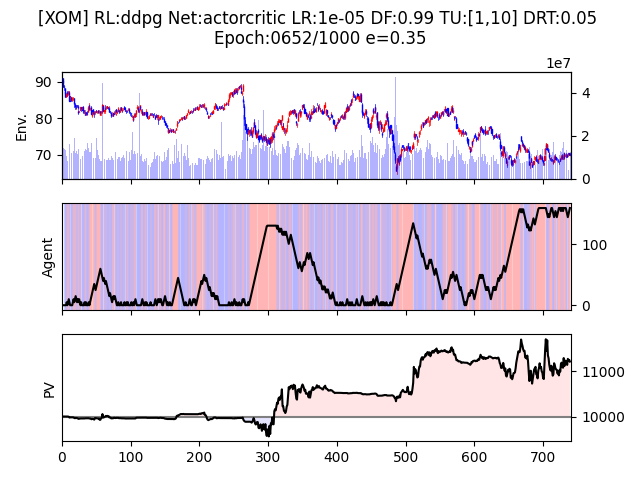 [XOM] RL:ddpg Net:actorcritic LR:1e-05 DF:0.99 TU:[1,10] DRT:0.05
Epoch:0652/1000 e=0.35
1e7
90
80
70
Env.
4
2
0
Agent
100
0
PV
11000
10000
0 100 200 300 400 500 600 700